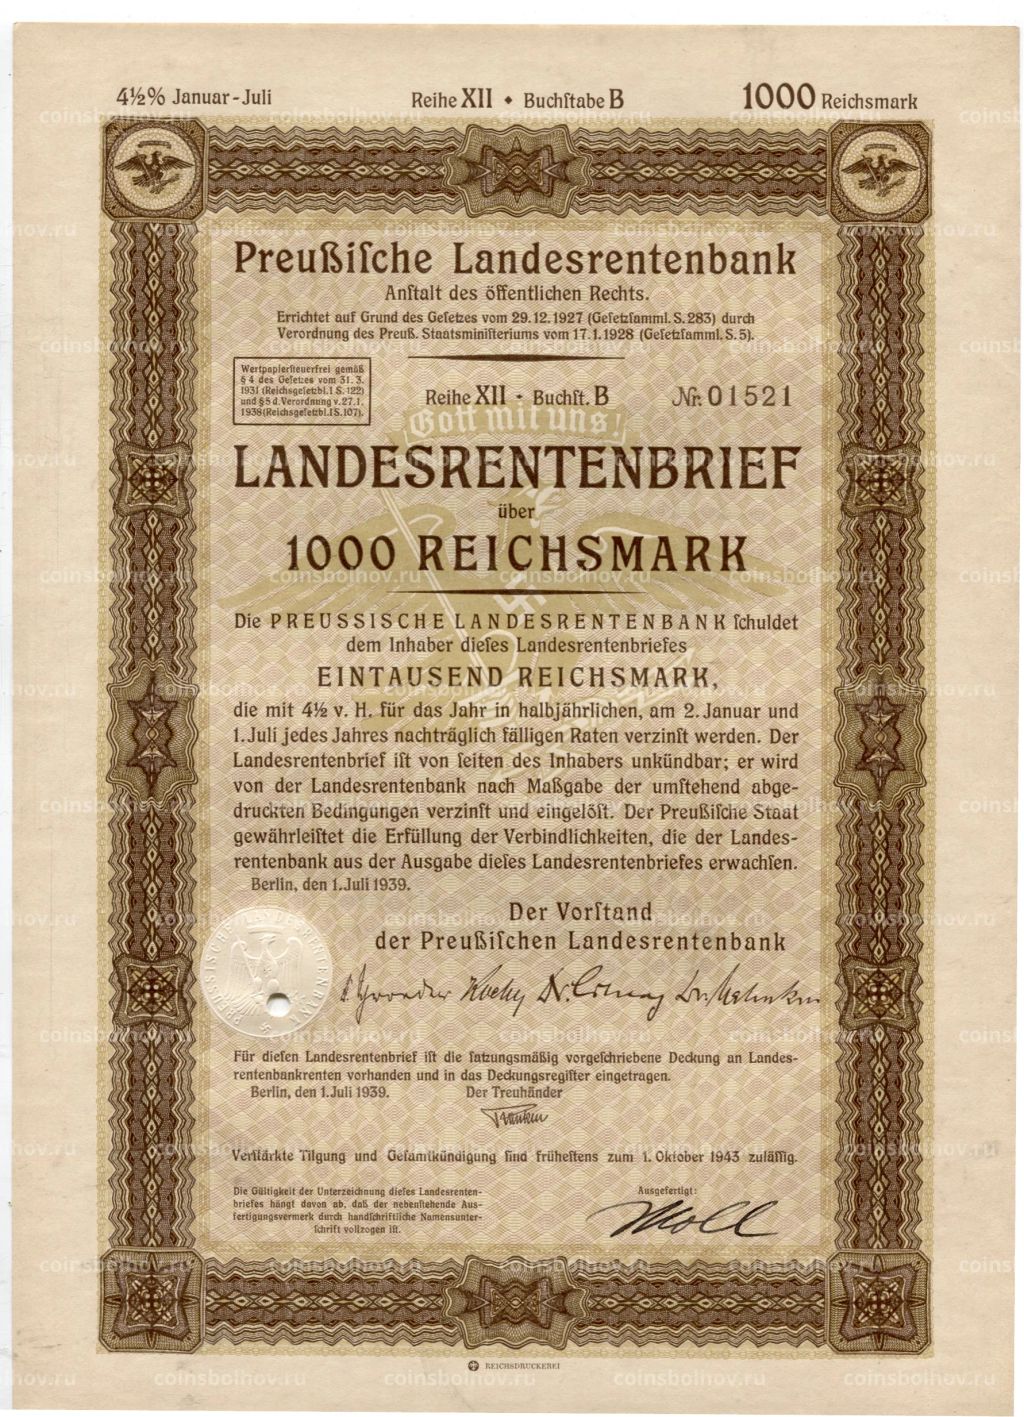 4½% Januar-Juli
Reihe XII ◆ Buchſtabe B
1000 Reichsmark
Preußiſche Landesrentenbank
Anſtalt des öffentlichen Rechts.
Errichtet auf Grund des Geſetzes vom 29.12.1927 (Geſetzſamml. S. 283) durch
Verordnung des Preuß. Staatsminiſteriums vom 17.1.1928 (Geſetzſamml. S. 5).
Wertpapierſteuerfrei gemäß
§ 4 des Geſetzes vom 31. 3.
1931 (Reichsgeſetzbl. I S. 122)
und § 5 d. Verordnung v. 27. 1.
1938 (Reichsgeſetzbl. I S. 107).
Reihe XII • Buchſt. B
Nr. 01521
Gott mit uns!
LANDESRENTENBRIEF
über
1000 REICHSMARK
Die PREUSSISCHE LANDESRENTENBANK ſchuldet
dem Inhaber dieſes Landesrentenbriefes
EINTAUSEND REICHSMARK,
die mit 4½ v. H. für das Jahr in halbjährlichen, am 2. Januar und
1. Juli jedes Jahres nachträglich fälligen Raten verzinſt werden. Der
Landesrentenbrief iſt von ſeiten des Inhabers unkündbar; er wird
von der Landesrentenbank nach Maßgabe der umſtehend abge-
druckten Bedingungen verzinſt und eingelöſt. Der Preußiſche Staat
gewährleiſtet die Erfüllung der Verbindlichkeiten, die der Landes-
rentenbank aus der Ausgabe dieſes Landesrentenbriefes erwachſen.
Berlin, den 1. Juli 1939.
Der Vorſtand
der Preußiſchen Landesrentenbank
PREUSSISCHE LANDESRENTENBANK
Für dieſen Landesrentenbrief iſt die ſatzungsmäßig vorgeſchriebene Deckung an Landes-
rentenbankrenten vorhanden und in das Deckungsregiſter eingetragen.
Berlin, den 1. Juli 1939.
Der Treuhänder
Verſtärkte Tilgung und Geſamtkündigung ſind früheſtens zum 1. Oktober 1943 zuläſſig.
Die Gültigkeit der Unterzeichnung dieſes Landesrenten-
briefes hängt davon ab, daß der nebenſtehende Aus-
fertigungsvermerk durch handſchriftliche Namensunter-
ſchrift vollzogen iſt.
Ausgefertigt:
Moll
REICHSDRUCKEREI
coinsbolhov.ru